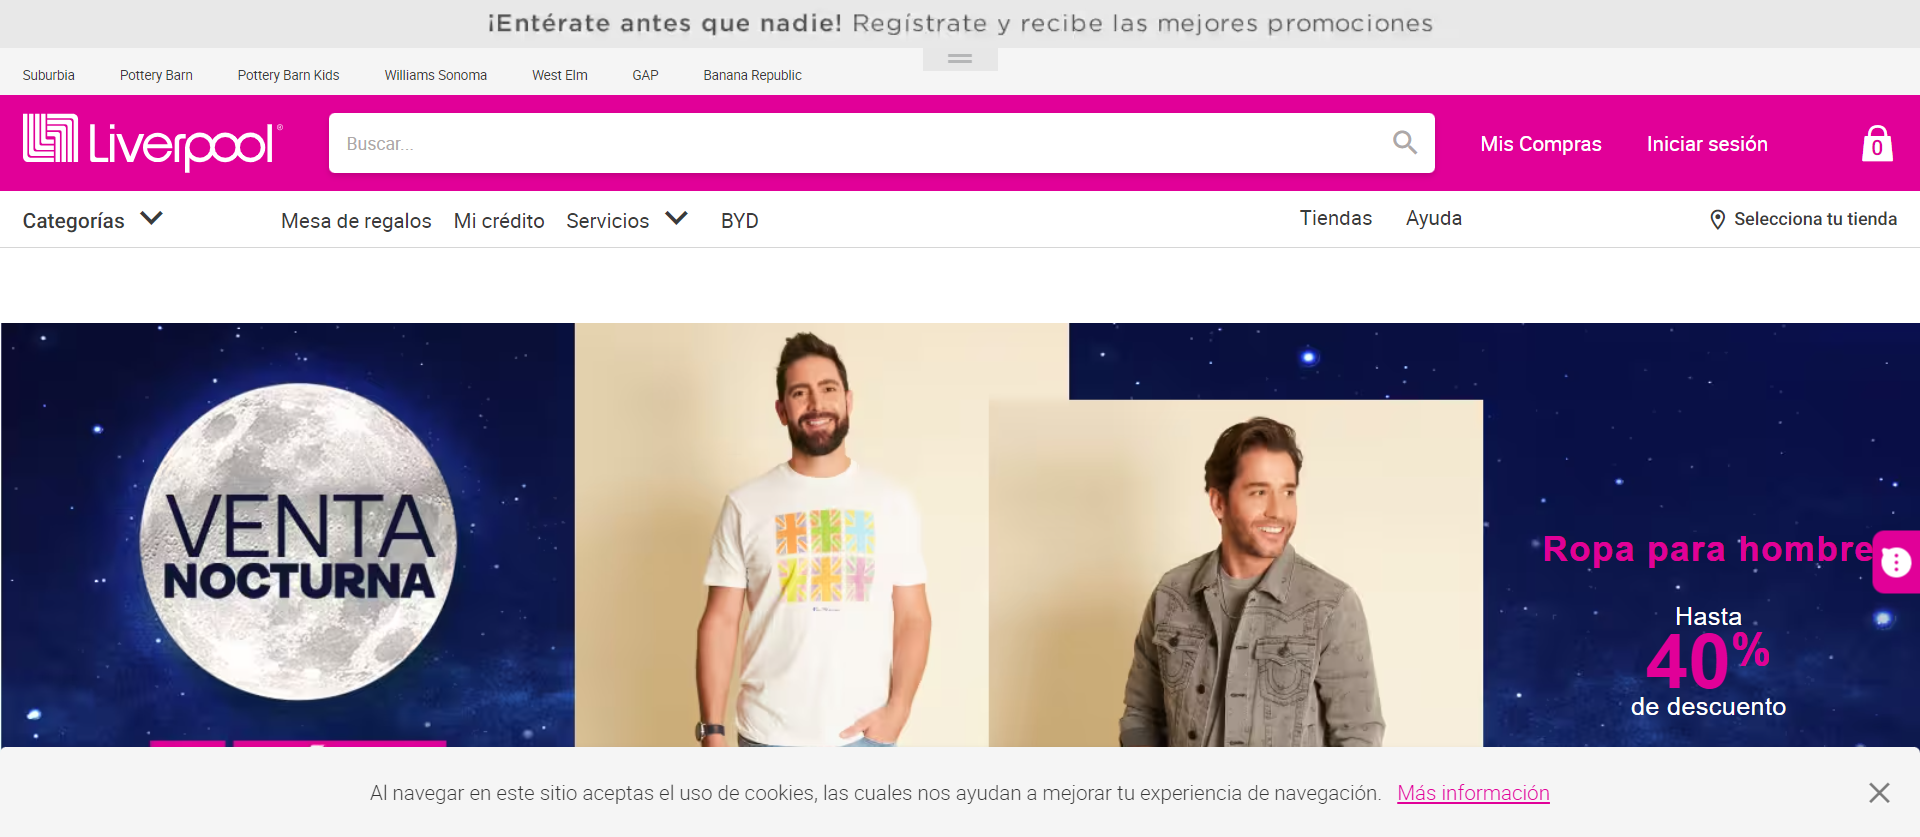 ¡Entérate antes que nadie! Regístrate y recibe las mejores promociones
Suburbia Pottery Barn Pottery Barn Kids Williams Sonoma West Elm GAP Banana Republic
Liverpool®
Buscar...
Mis Compras Iniciar sesión 0
Categorías Mesa de regalos Mi crédito Servicios BYD Tiendas Ayuda Selecciona tu tienda
VENTA
NOCTURNA
Ropa para hombre
Hasta
40%
de descuento
Al navegar en este sitio aceptas el uso de cookies, las cuales nos ayudan a mejorar tu experiencia de navegación. Más información